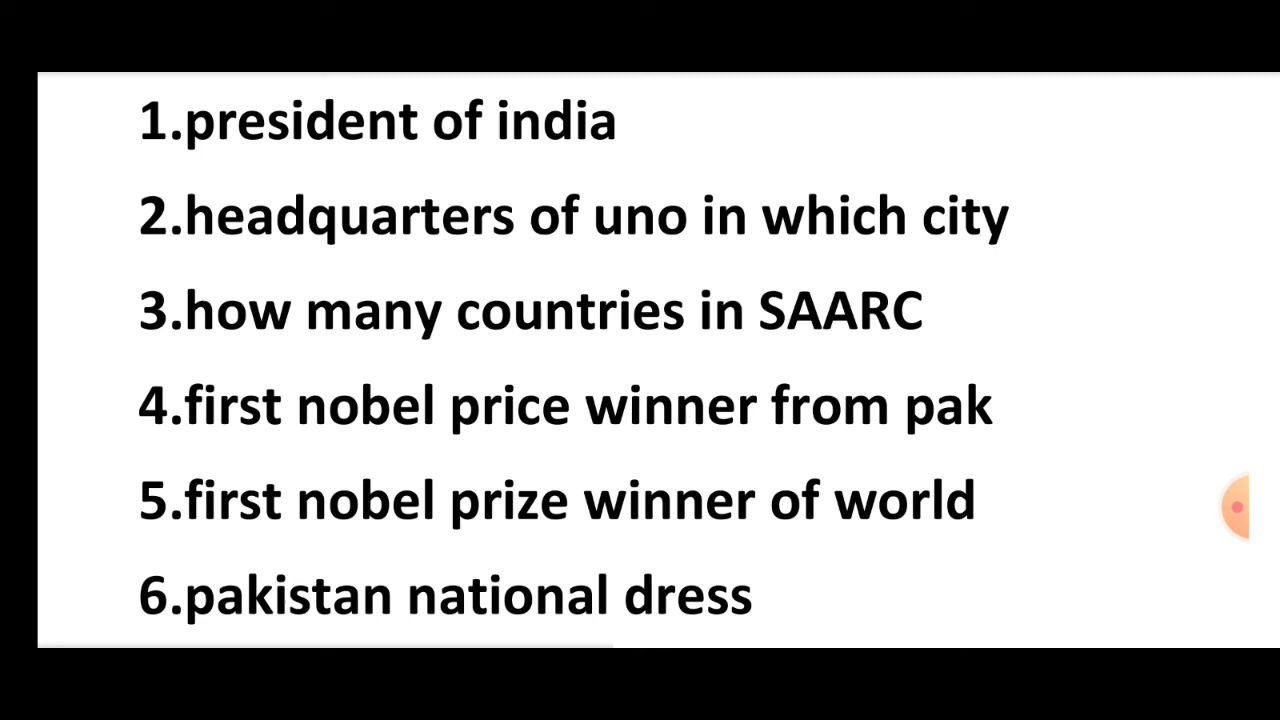 1.president of india
2.headquarters of uno in which city
3.how many countries in SAARC
4.first nobel price winner from pak
5.first nobel prize winner of world
6.pakistan national dress